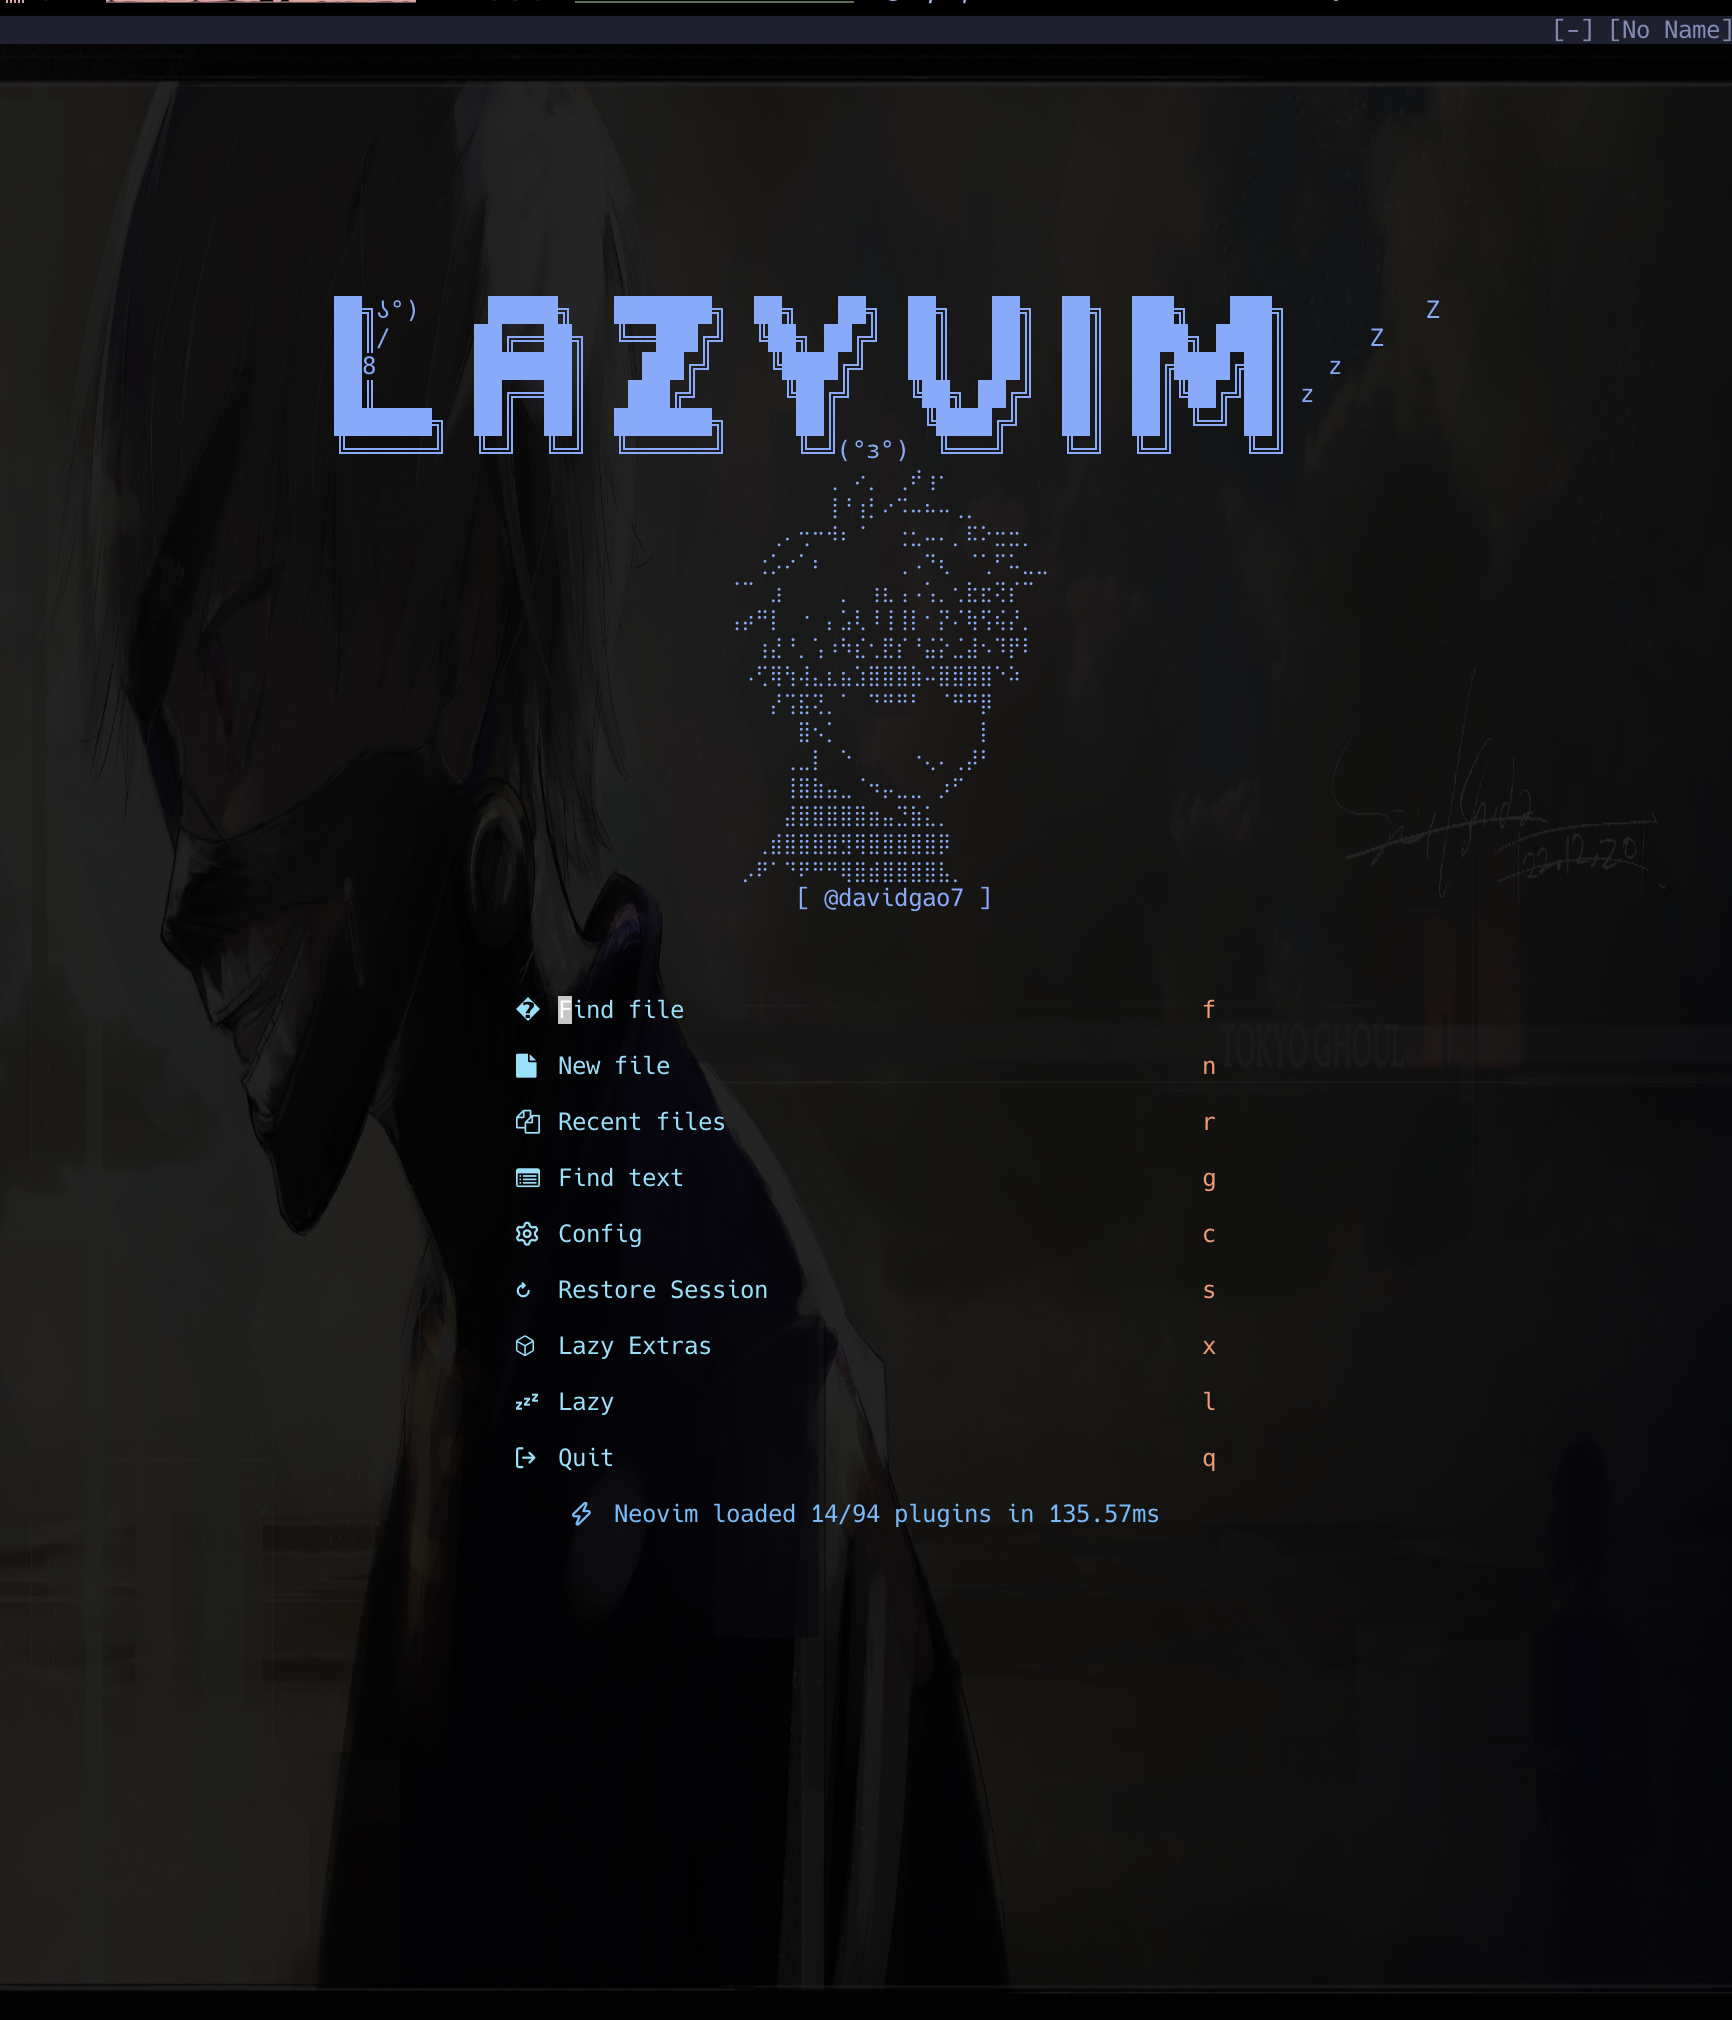 [-] [No Name]
LAZYVIM
Z
Z
z
z
[ @davidgao7 ]
Find file f
New file n
TOKYO GHOUL
Recent files r
Find text g
Config c
Restore Session s
Lazy Extras x
zzz Lazy l
Quit q
Neovim loaded 14/94 plugins in 135.57ms